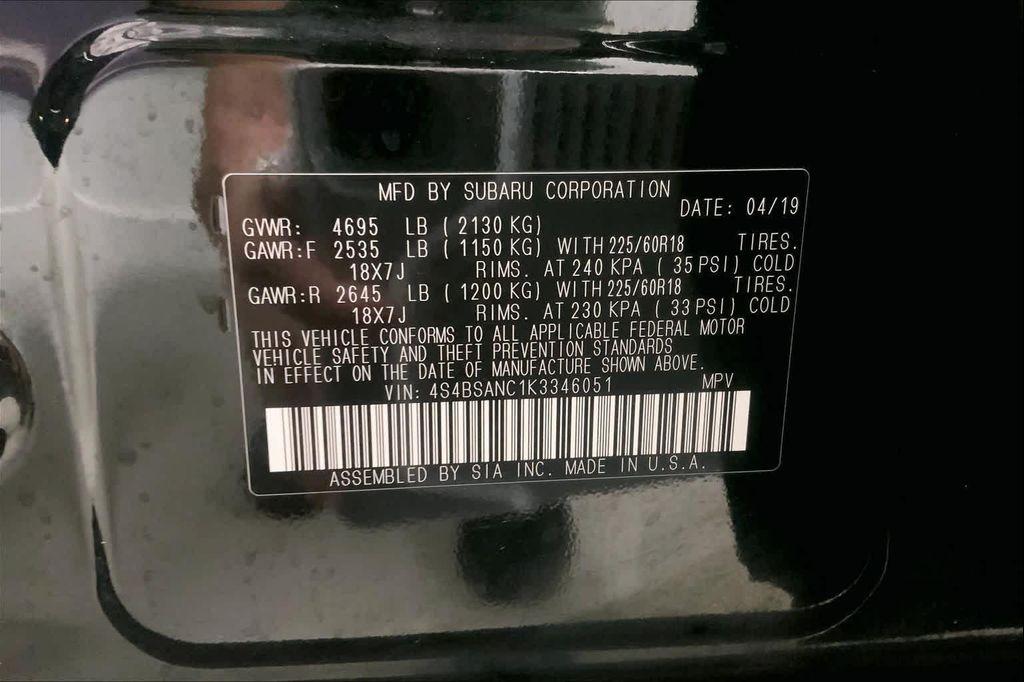 MFD BY SUBARU CORPORATION
DATE: 04/19
GVWR: 4695 LB ( 2130 KG)
GAWR:F 2535 LB ( 1150 KG) WITH 225/60R18 TIRES.
18X7J RIMS. AT 240 KPA ( 35 PSI) COLD
GAWR:R 2645 LB ( 1200 KG) WITH 225/60R18 TIRES.
18X7J RIMS. AT 230 KPA ( 33 PSI) COLD
THIS VEHICLE CONFORMS TO ALL APPLICABLE FEDERAL MOTOR
VEHICLE SAFETY AND THEFT PREVENTION STANDARDS
IN EFFECT ON THE DATE OF MANUFACTURE SHOWN ABOVE.
VIN: 4S4BSANC1K3346051 MPV
ASSEMBLED BY SIA INC. MADE IN U.S.A.